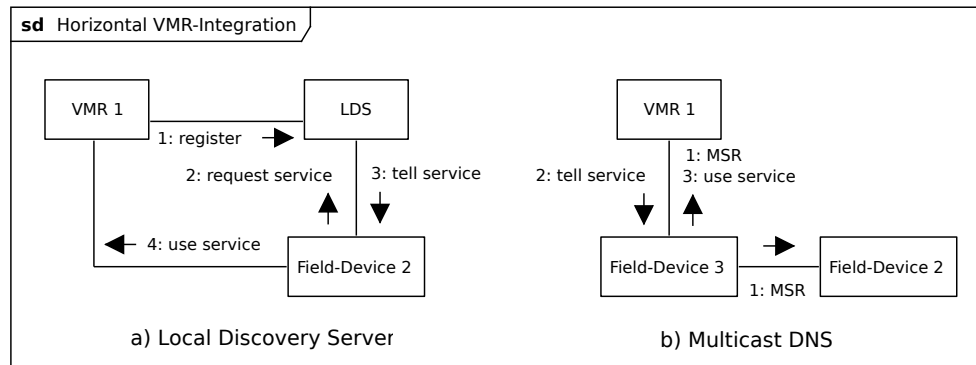 sd Horizontal VMR-Integration
VMR 1
LDS
1: register
2: request service
3: tell service
4: use service
Field-Device 2
a) Local Discovery Server
VMR 1
1: MSR
2: tell service
3: use service
Field-Device 3
Field-Device 2
1: MSR
b) Multicast DNS